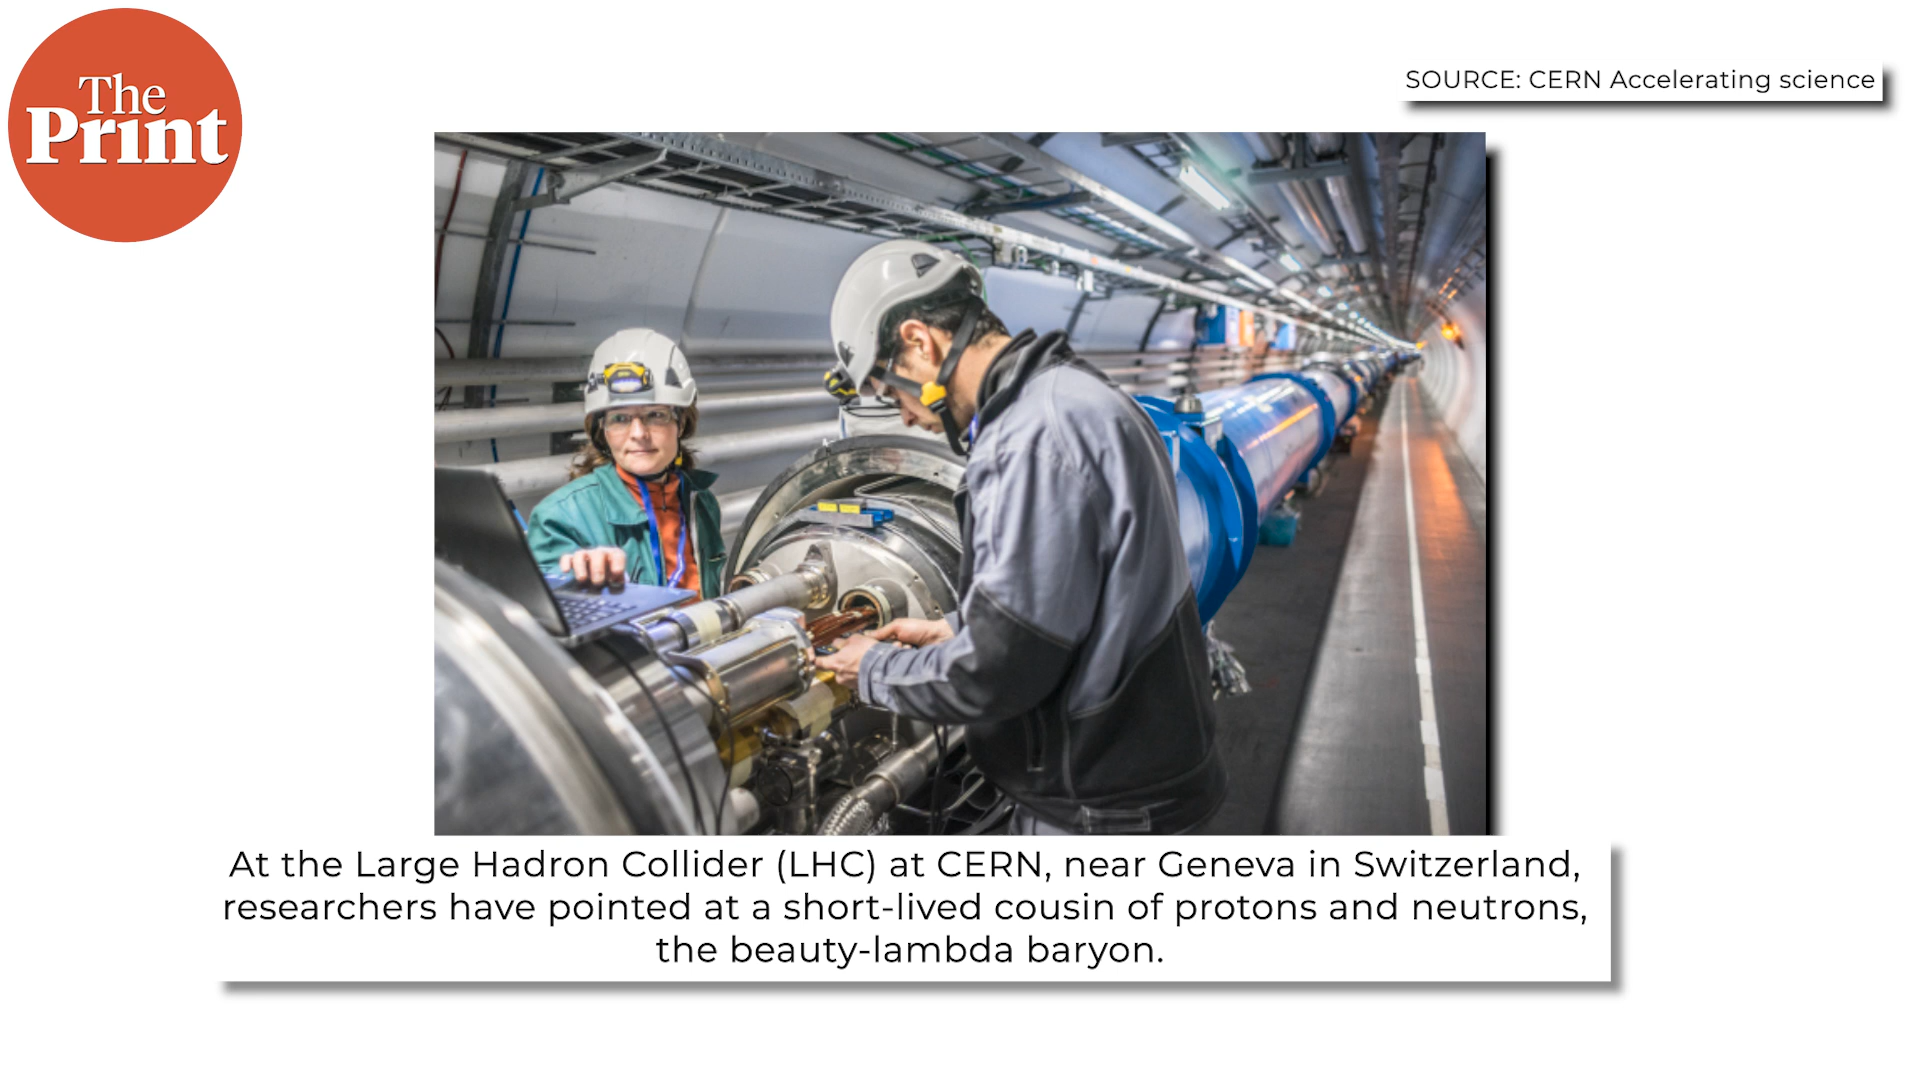 The
Print
SOURCE: CERN Accelerating science
At the Large Hadron Collider (LHC) at CERN, near Geneva in Switzerland,
researchers have pointed at a short-lived cousin of protons and neutrons,
the beauty-lambda baryon.